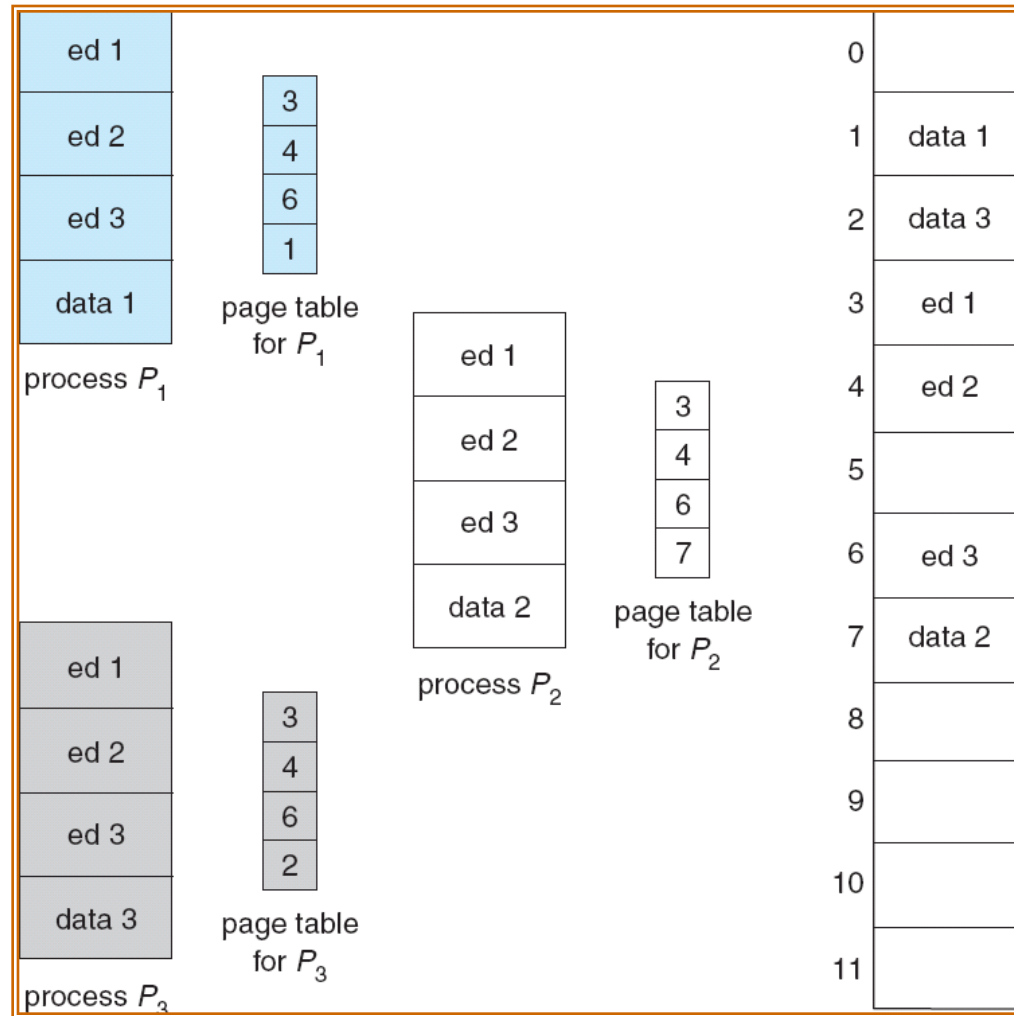 ed 1
ed 2
ed 3
data 1
process P1
3
4
6
1
page table
for P1
ed 1
ed 2
ed 3
data 2
process P2
3
4
6
7
page table
for P2
ed 1
ed 2
ed 3
data 3
process P3
3
4
6
2
page table
for P3
0
1 data 1
2 data 3
3 ed 1
4 ed 2
5
6 ed 3
7 data 2
8
9
10
11